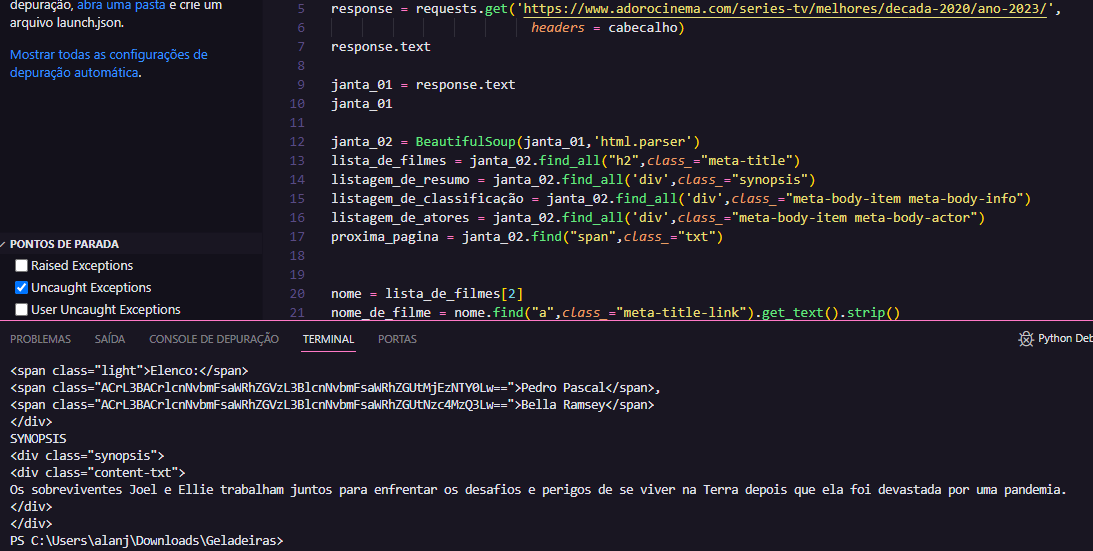 depuração, abra uma pasta e crie um
arquivo launch.json.
Mostrar todas as configurações de
depuração automática.
PONTOS DE PARADA
Raised Exceptions
Uncaught Exceptions
User Uncaught Exceptions
5 response = requests.get('https://www.adorocinema.com/series-tv/melhores/decada-2020/ano-2023/',
6 headers = cabecalho)
7 response.text
8
9 janta_01 = response.text
10 janta_01
11
12 janta_02 = BeautifulSoup(janta_01,'html.parser')
13 lista_de_filmes = janta_02.find_all("h2",class_="meta-title")
14 listagem_de_resumo = janta_02.find_all('div',class_="synopsis")
15 listagem_de_classificação = janta_02.find_all('div',class_="meta-body-item meta-body-info")
16 listagem_de_atores = janta_02.find_all('div',class_="meta-body-item meta-body-actor")
17 proxima_pagina = janta_02.find("span",class_="txt")
18
19
20 nome = lista_de_filmes[2]
21 nome_de_filme = nome.find("a",class_="meta-title-link").get_text().strip()
PROBLEMAS SAÍDA CONSOLE DE DEPURAÇÃO TERMINAL PORTAS Python Deb
<span class="light">Elenco:</span>
<span class="ACrL3BACrlcnNvbmFsaWRhZGVzL3BlcnNvbmFsaWRhZGUtMjEzNTY0Lw==">Pedro Pascal</span>,
<span class="ACrL3BACrlcnNvbmFsaWRhZGVzL3BlcnNvbmFsaWRhZGUtNzc4MzQ3Lw==">Bella Ramsey</span>
</div>
SYNOPSIS
<div class="synopsis">
<div class="content-txt">
Os sobreviventes Joel e Ellie trabalham juntos para enfrentar os desafios e perigos de se viver na Terra depois que ela foi devastada por uma pandemia.
</div>
</div>
PS C:\Users\alanj\Downloads\Geladeiras>